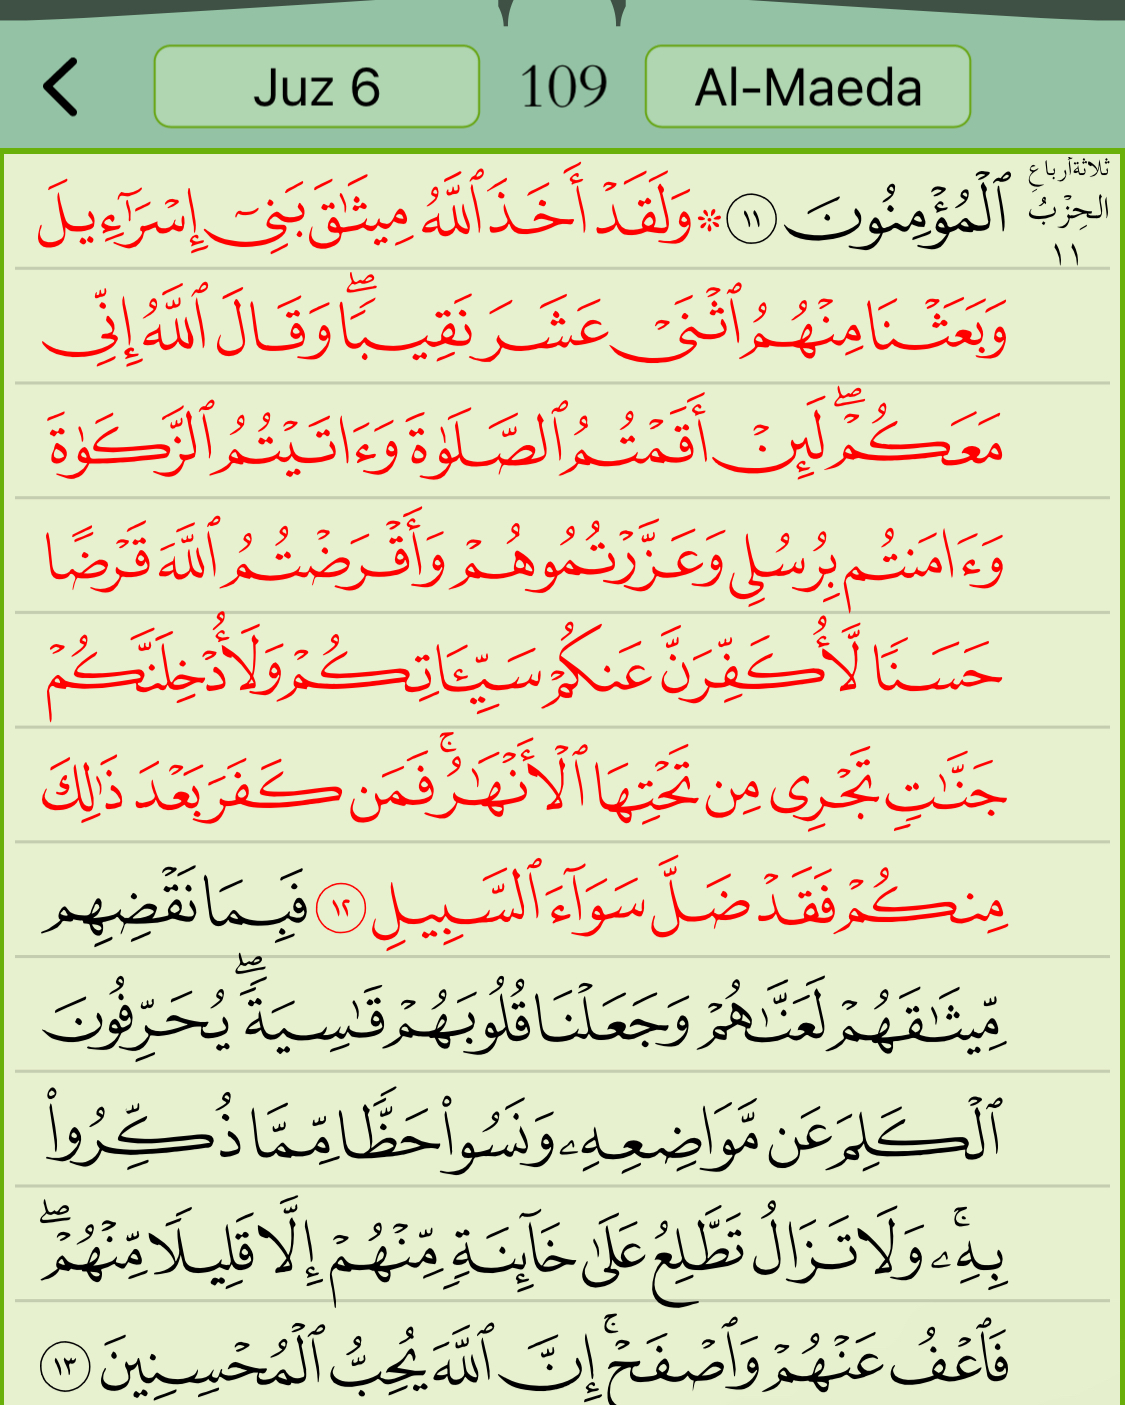 Juz 6 109 Al-Maeda
ثلاثة أرباع
الحِزْبُ
١١
ٱلْمُؤْمِنُونَ ١١ ۞ وَلَقَدْ أَخَذَ ٱللَّهُ مِيثَٰقَ بَنِىٓ إِسْرَٰٓءِيلَ
وَبَعَثْنَا مِنْهُمُ ٱثْنَىْ عَشَرَ نَقِيبًا ۖ وَقَالَ ٱللَّهُ إِنِّى
مَعَكُمْ ۖ لَئِنْ أَقَمْتُمُ ٱلصَّلَوٰةَ وَءَاتَيْتُمُ ٱلزَّكَوٰةَ
وَءَامَنتُم بِرُسُلِى وَعَزَّرْتُمُوهُمْ وَأَقْرَضْتُمُ ٱللَّهَ قَرْضًا
حَسَنًا لَّأُكَفِّرَنَّ عَنكُمْ سَيِّـَٔاتِكُمْ وَلَأُدْخِلَنَّكُمْ
جَنَّٰتٍ تَجْرِى مِن تَحْتِهَا ٱلْأَنْهَٰرُ ۚ فَمَن كَفَرَ بَعْدَ ذَٰلِكَ
مِنكُمْ فَقَدْ ضَلَّ سَوَآءَ ٱلسَّبِيلِ ١٢ فَبِمَا نَقْضِهِم
مِّيثَٰقَهُمْ لَعَنَّٰهُمْ وَجَعَلْنَا قُلُوبَهُمْ قَٰسِيَةً ۖ يُحَرِّفُونَ
ٱلْكَلِمَ عَن مَّوَاضِعِهِۦ وَنَسُوا۟ حَظًّا مِّمَّا ذُكِّرُوا۟
بِهِۦ ۚ وَلَا تَزَالُ تَطَّلِعُ عَلَىٰ خَآئِنَةٍ مِّنْهُمْ إِلَّا قَلِيلًا مِّنْهُمْ ۖ
فَٱعْفُ عَنْهُمْ وَٱصْفَحْ ۚ إِنَّ ٱللَّهَ يُحِبُّ ٱلْمُحْسِنِينَ ١٣